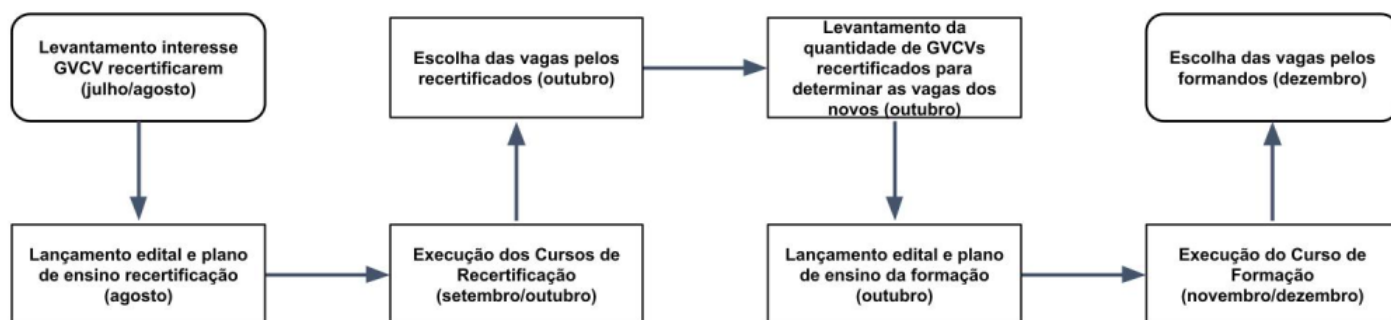 Levantamento interesse
GVCV recertificarem
(julho/agosto)
Lançamento edital e plano
de ensino recertificação
(agosto)
Execução dos Cursos de
Recertificação
(setembro/outubro)
Escolha das vagas pelos
recertificados (outubro)
Levantamento da
quantidade de GVCVs
recertificados para
determinar as vagas dos
novos (outubro)
Lançamento edital e plano
de ensino da formação
(outubro)
Execução do Curso de
Formação
(novembro/dezembro)
Escolha das vagas pelos
formandos (dezembro)